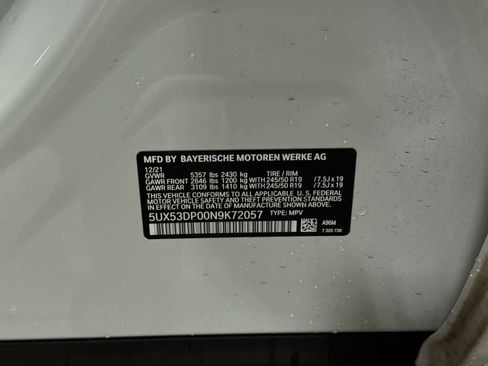 MFD BY BAYERISCHE MOTOREN WERKE AG
12/21
GVWR 5357 lbs 2430 kg TIRE / RIM
GAWR FRONT 2646 lbs 1200 kg WITH 245/50 R19 /7.5J x 19
GAWR REAR 3109 lbs 1410 kg WITH 245/50 R19 /7.5J x 19
THIS VEHICLE CONFORMS TO ALL APPLICABLE U. S. FEDERAL
MOTOR VEHICLE SAFETY STANDARDS IN EFFECT ON THE
DATE OF MANUFACTURE SHOWN ABOVE.
5UX53DP00N9K72057 TYPE: MPV
A96M
7 320 730